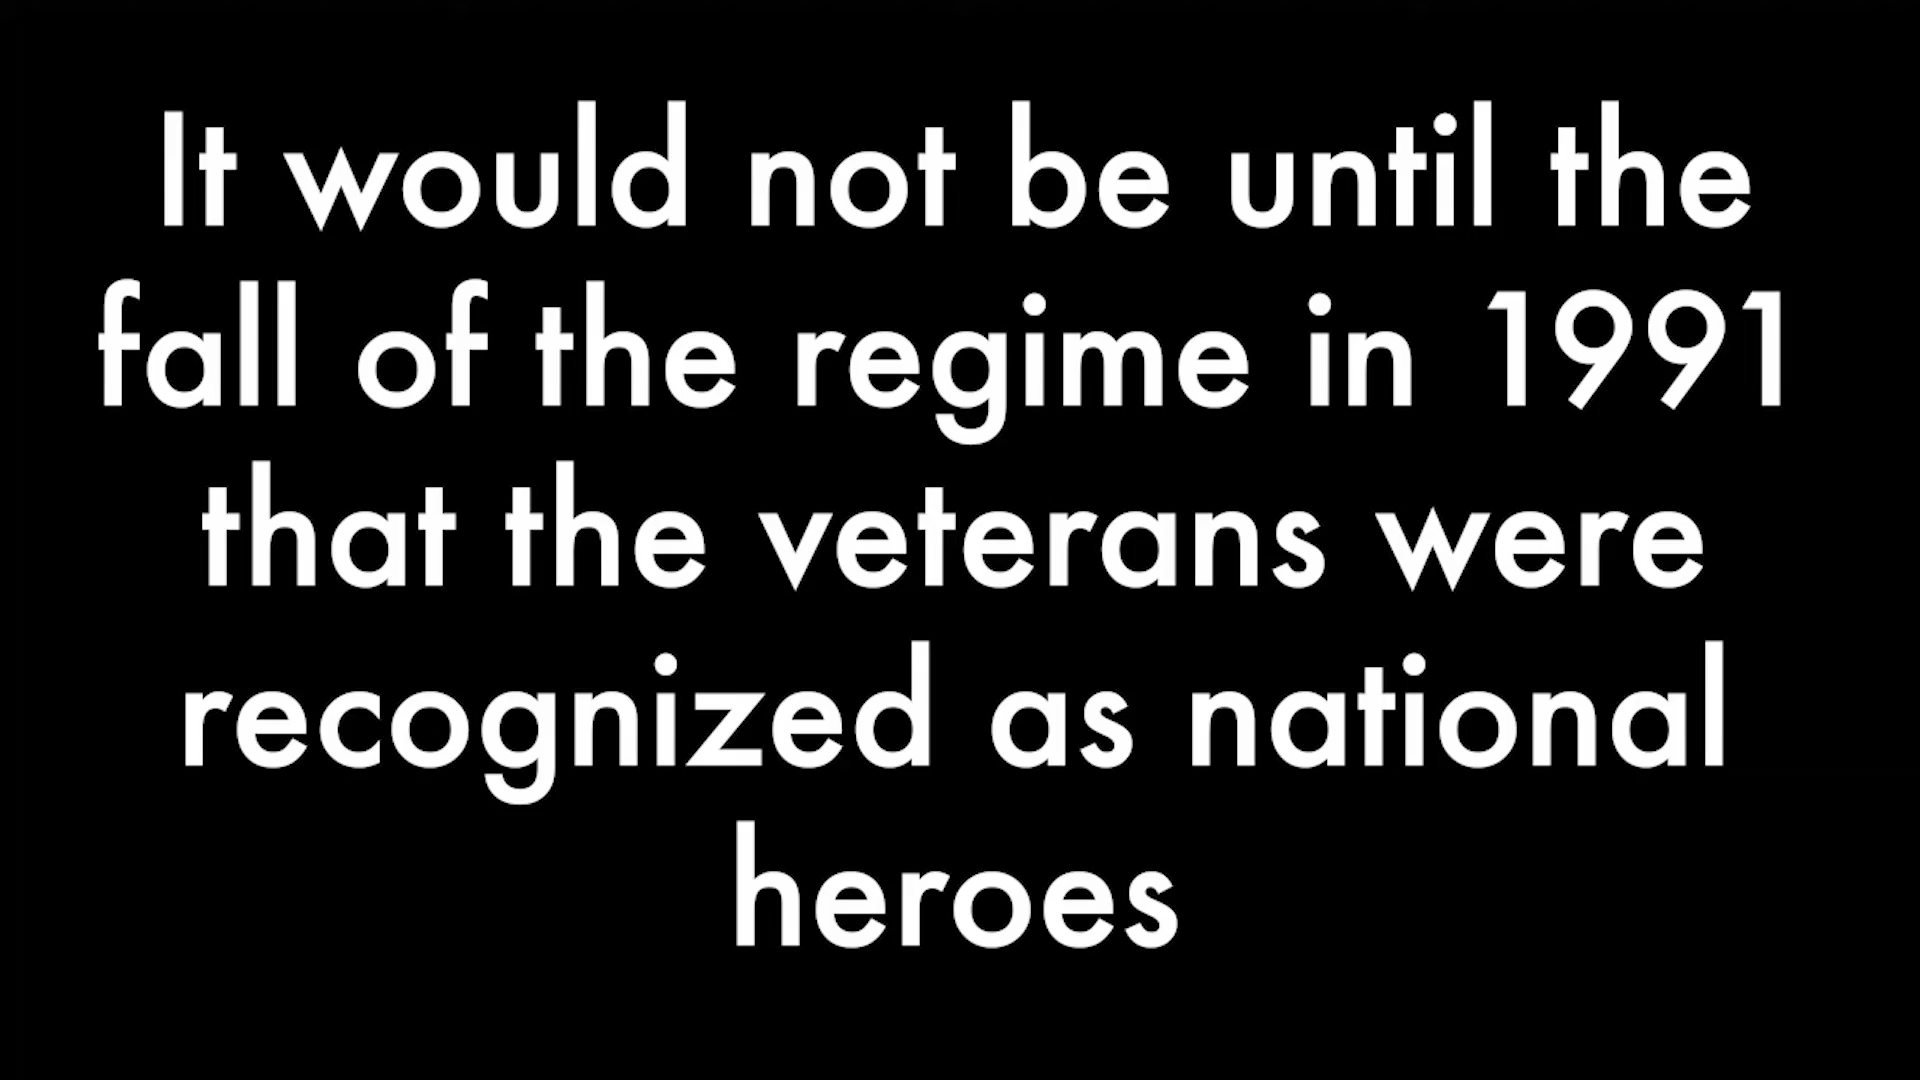 It would not be until the
fall of the regime in 1991
that the veterans were
recognized as national
heroes